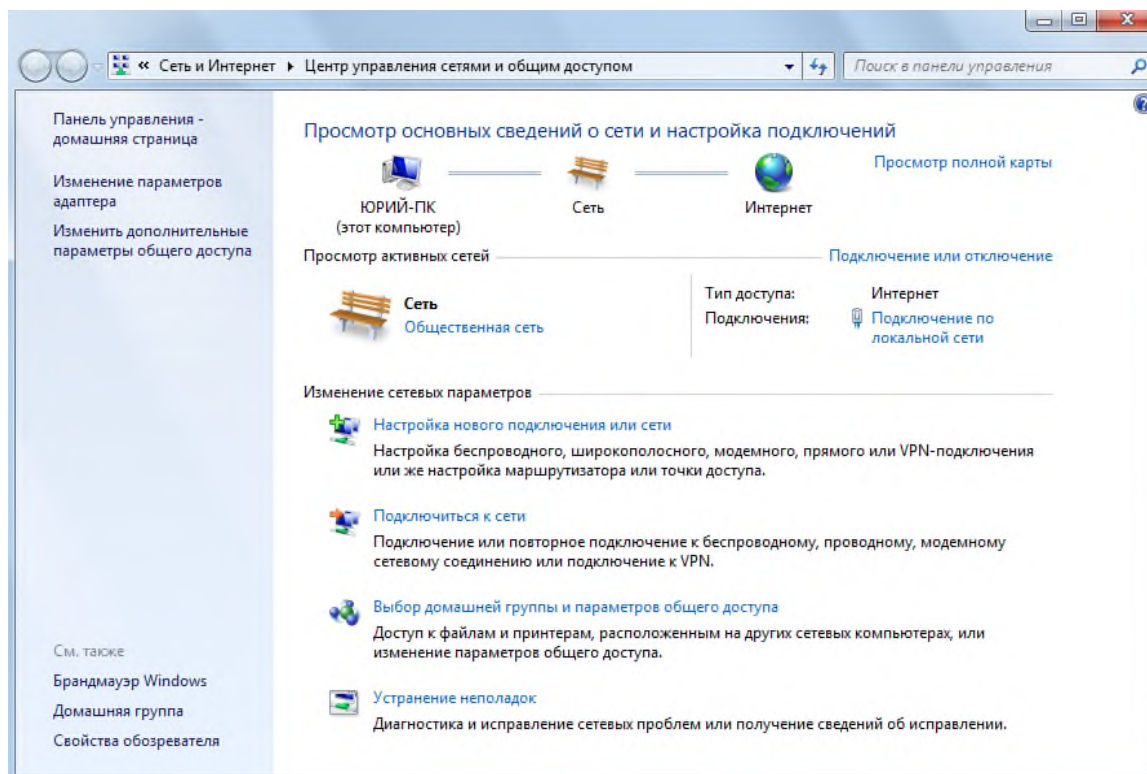 « Сеть и Интернет ▸ Центр управления сетями и общим доступом
Поиск в панели управления
Панель управления -
домашняя страница
Изменение параметров
адаптера
Изменить дополнительные
параметры общего доступа
Просмотр основных сведений о сети и настройка подключений
Просмотр полной карты
ЮРИЙ-ПК
(этот компьютер)
Сеть
Интернет
Просмотр активных сетей
Подключение или отключение
Сеть
Общественная сеть
Тип доступа: Интернет
Подключения: Подключение по
локальной сети
Изменение сетевых параметров
Настройка нового подключения или сети
Настройка беспроводного, широкополосного, модемного, прямого или VPN-подключения
или же настройка маршрутизатора или точки доступа.
Подключиться к сети
Подключение или повторное подключение к беспроводному, проводному, модемному
сетевому соединению или подключение к VPN.
Выбор домашней группы и параметров общего доступа
Доступ к файлам и принтерам, расположенным на других сетевых компьютерах, или
изменение параметров общего доступа.
Устранение неполадок
Диагностика и исправление сетевых проблем или получение сведений об исправлении.
См. также
Брандмауэр Windows
Домашняя группа
Свойства обозревателя